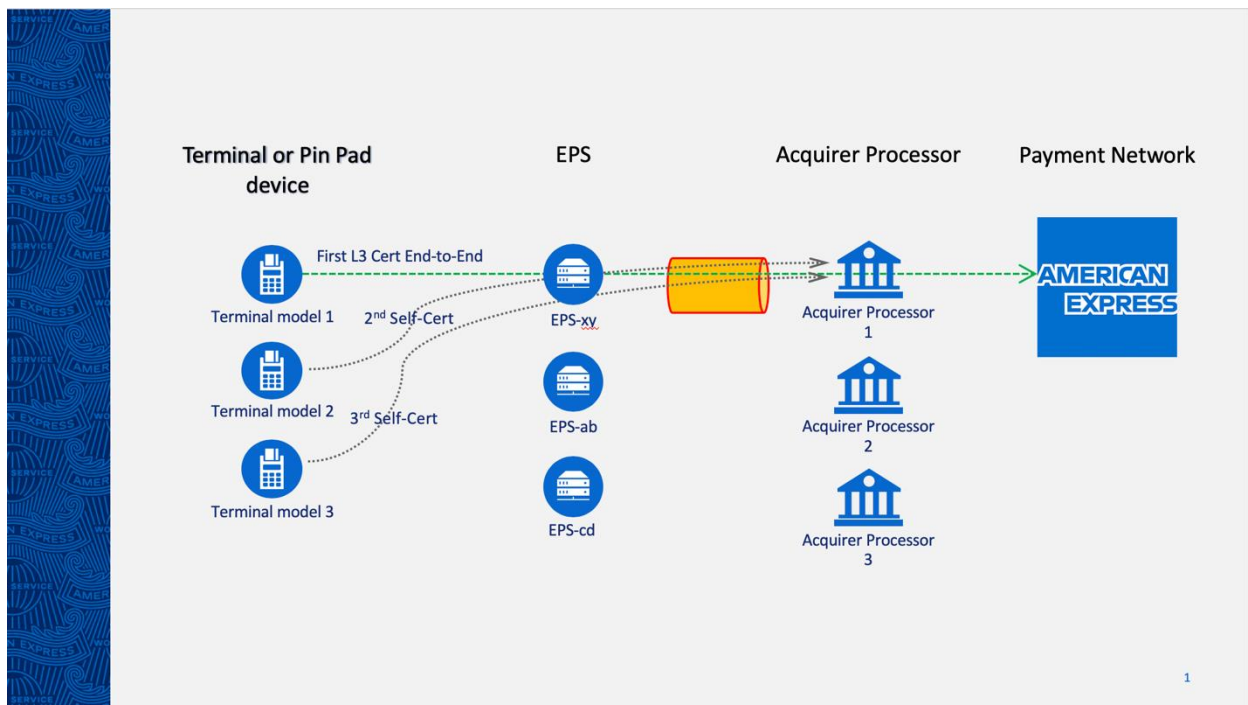 Terminal or Pin Pad
device
EPS
Acquirer Processor
Payment Network
First L3 Cert End-to-End
Terminal model 1
2nd Self-Cert
EPS-xy
Acquirer Processor
1
AMERICAN
EXPRESS
Terminal model 2
3rd Self-Cert
EPS-ab
Acquirer Processor
2
Terminal model 3
EPS-cd
Acquirer Processor
3
1